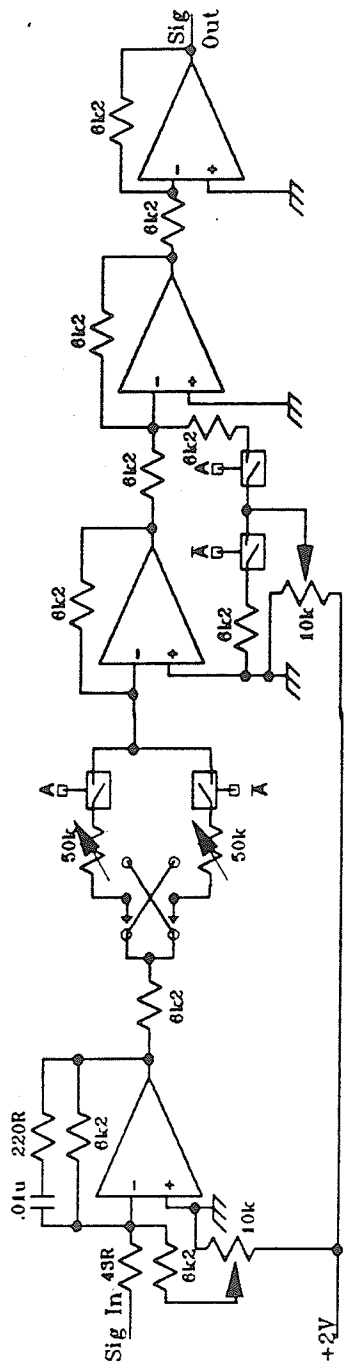 Sig In
43R
.01u
220R
6k2
6k2
10k
+2V
6k2
50k
A
50k
A̅
6k2
6k2
A̅
A
6k2
6k2
10k
6k2
6k2
6k2
Sig
Out
-
+
-
+
-
+
-
+